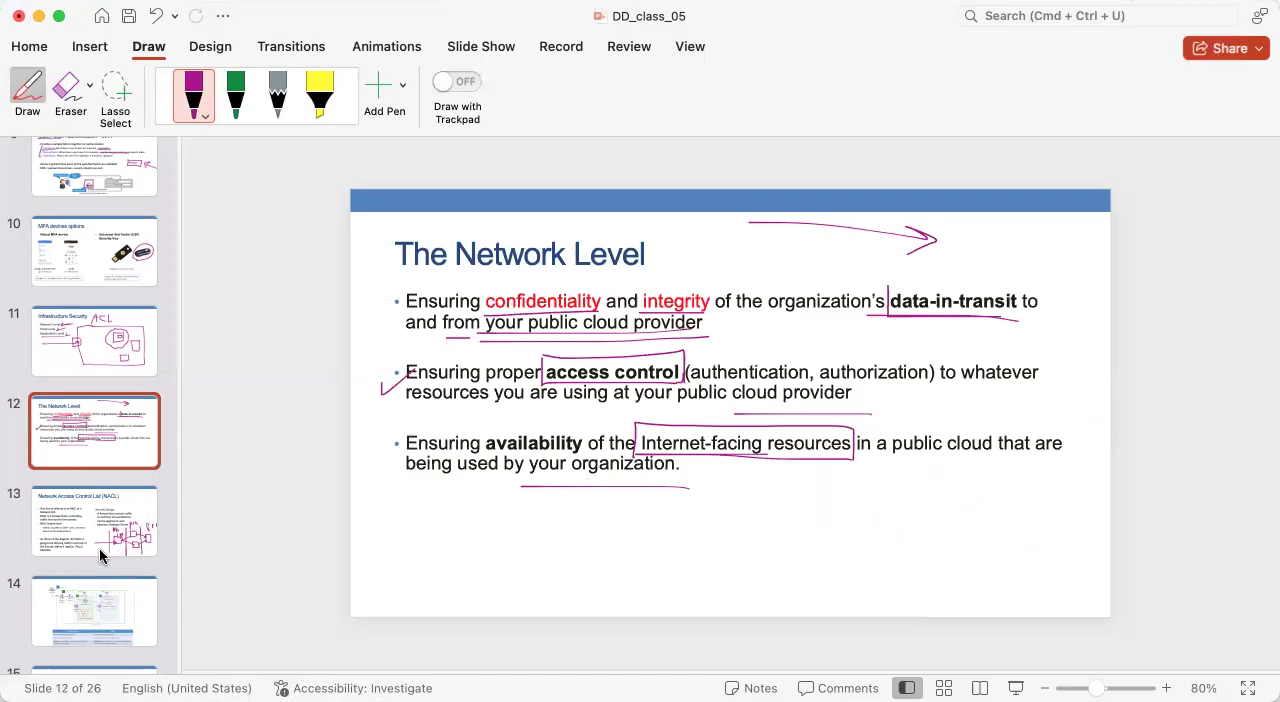 DD_class_05
Search (Cmd + Ctrl + U)
Home Insert Draw Design Transitions Animations Slide Show Record Review View
Share
OFF
Draw Eraser Lasso Select Add Pen Draw with Trackpad
10
MFA devices options
11
Infrastructure Security
ACL
12
The Network Level
13
Network Access Control List (NACL)
14
15
The Network Level
• Ensuring confidentiality and integrity of the organization's data-in-transit to
and from your public cloud provider
• Ensuring proper access control (authentication, authorization) to whatever
resources you are using at your public cloud provider
• Ensuring availability of the Internet-facing resources in a public cloud that are
being used by your organization.
Slide 12 of 26 English (United States) Accessibility: Investigate Notes Comments 80%